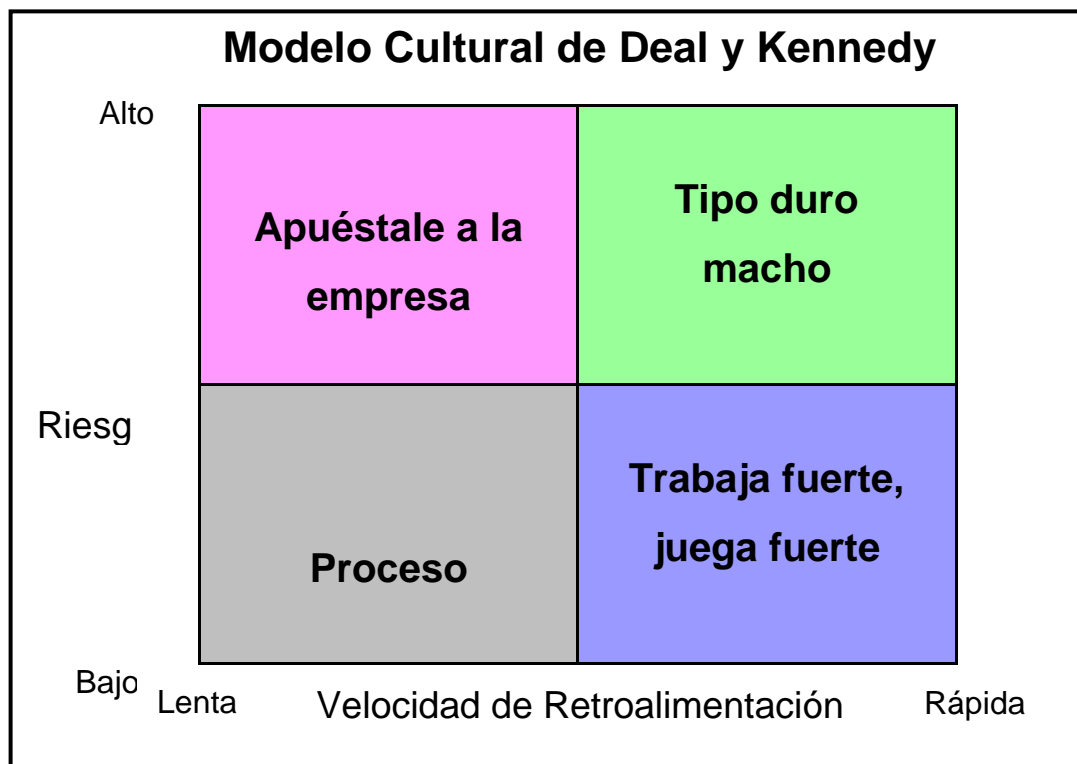 Modelo Cultural de Deal y Kennedy
Alto
Apuéstale a la
empresa
Tipo duro
macho
Riesg
Proceso
Trabaja fuerte,
juega fuerte
Bajo
Lenta
Velocidad de Retroalimentación
Rápida